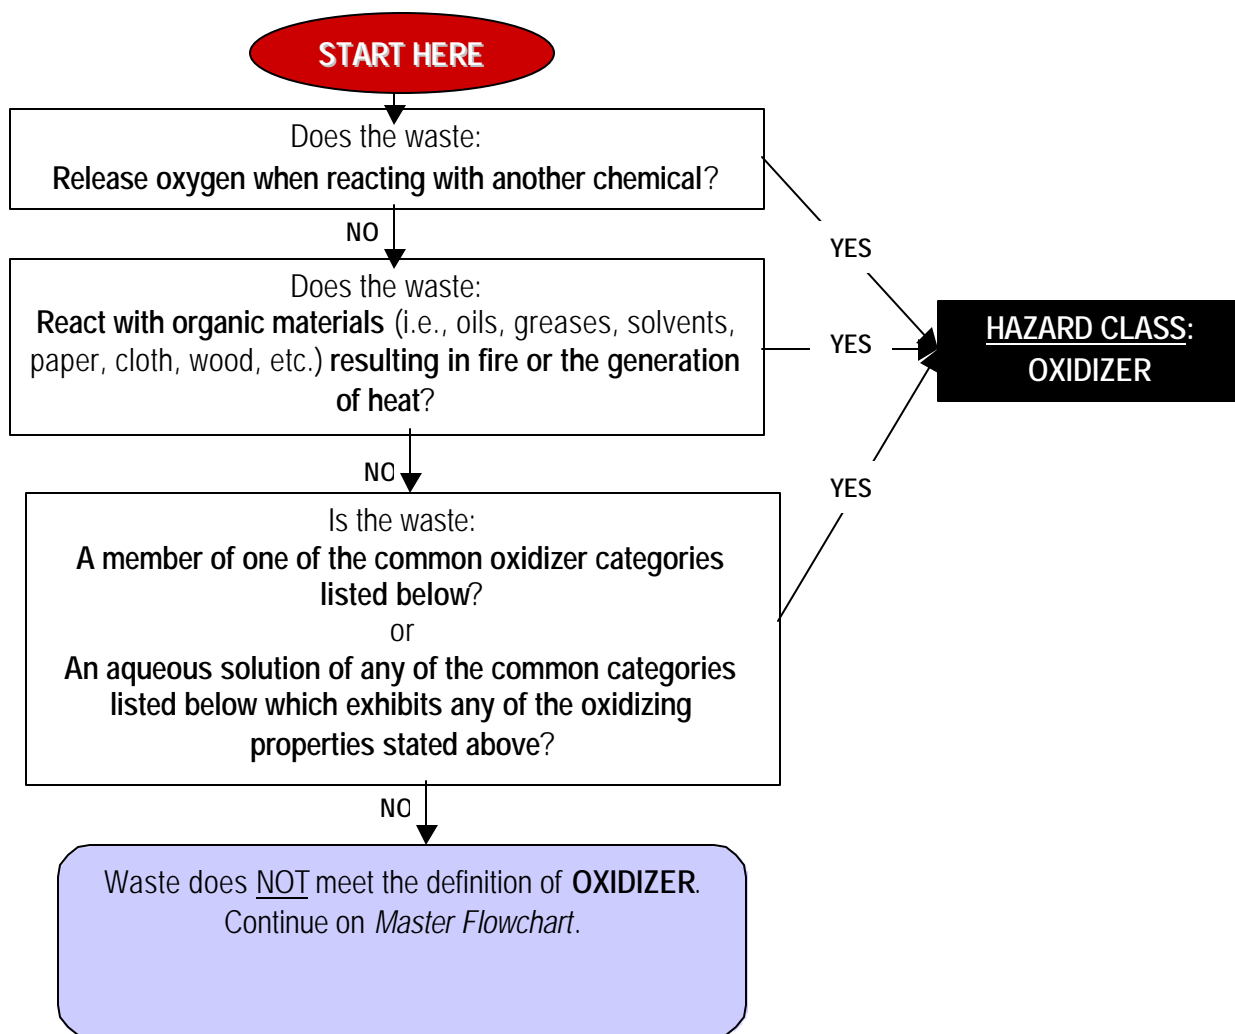 START HERE
Does the waste:
Release oxygen when reacting with another chemical?
NO
YES
Does the waste:
React with organic materials (i.e., oils, greases, solvents,
paper, cloth, wood, etc.) resulting in fire or the generation
of heat?
YES
HAZARD CLASS:
OXIDIZER
NO
YES
Is the waste:
A member of one of the common oxidizer categories
listed below?
or
An aqueous solution of any of the common categories
listed below which exhibits any of the oxidizing
properties stated above?
NO
Waste does NOT meet the definition of OXIDIZER.
Continue on Master Flowchart.